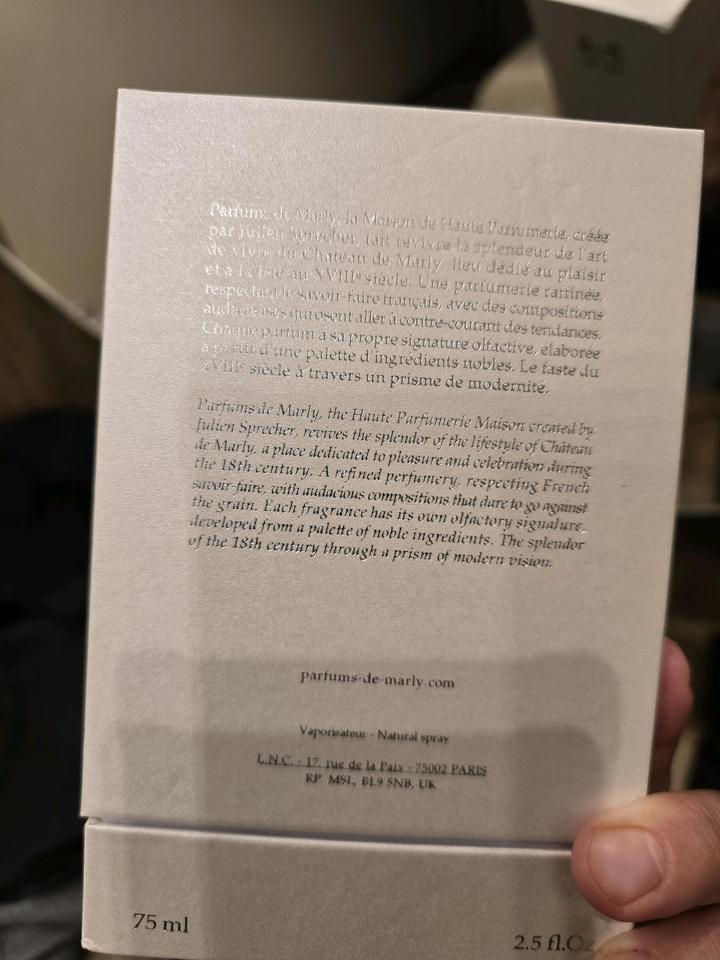 Parfums de Marly, la Maison de Haute Parfumerie, créée
par Julien Sprecher, fait revivre la splendeur de l'art
de vivre du Château de Marly, lieu dédié au plaisir
et à la fête au XVIIIᵉ siècle. Une parfumerie raffinée,
respectant le savoir-faire français, avec des compositions
audacieuses qui osent aller à contre-courant des tendances.
Chaque parfum a sa propre signature olfactive, élaborée
à partir d'une palette d'ingrédients nobles. Le faste du
XVIIIᵉ siècle à travers un prisme de modernité.
Parfums de Marly, the Haute Parfumerie Maison created by
Julien Sprecher, revives the splendor of the lifestyle of Château
de Marly, a place dedicated to pleasure and celebration during
the 18th century. A refined perfumery, respecting French
savoir-faire, with audacious compositions that dare to go against
the grain. Each fragrance has its own olfactory signature,
developed from a palette of noble ingredients. The splendor
of the 18th century through a prism of modern vision.
parfums-de-marly.com
Vaporisateur - Natural spray
L.N.C. - 17, rue de la Paix - 75002 PARIS
RP MSL, BL9 5NB, UK
75 ml
2.5 fl.Oz